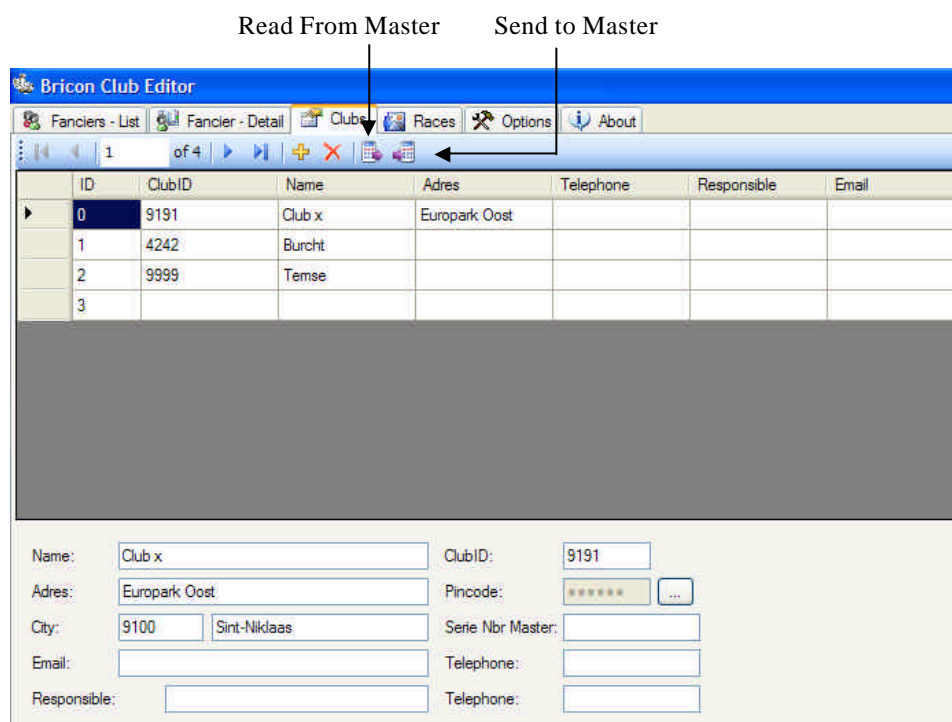 Read From Master Send to Master
Bricon Club Editor
Fanciers - List Fancier - Detail Clubs Races Options About
1 of 4
ID ClubID Name Adres Telephone Responsible Email
0 9191 Club x Europark Oost
1 4242 Burcht
2 9999 Temse
3
Name: Club x ClubID: 9191
Adres: Europark Oost Pincode: ****** ...
City: 9100 Sint-Niklaas Serie Nbr Master:
Email: Telephone:
Responsible: Telephone: